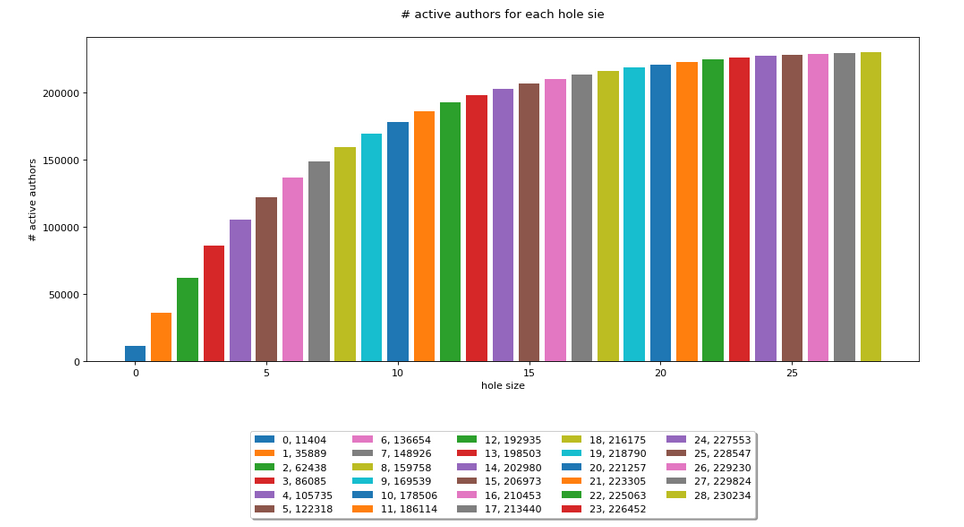 # active authors for each hole sie
200000
150000
100000
50000
0
# active authors
0 5 10 15 20 25
hole size
0, 11404 6, 136654 12, 192935 18, 216175 24, 227553
1, 35889 7, 148926 13, 198503 19, 218790 25, 228547
2, 62438 8, 159758 14, 202980 20, 221257 26, 229230
3, 86085 9, 169539 15, 206973 21, 223305 27, 229824
4, 105735 10, 178506 16, 210453 22, 225063 28, 230234
5, 122318 11, 186114 17, 213440 23, 226452